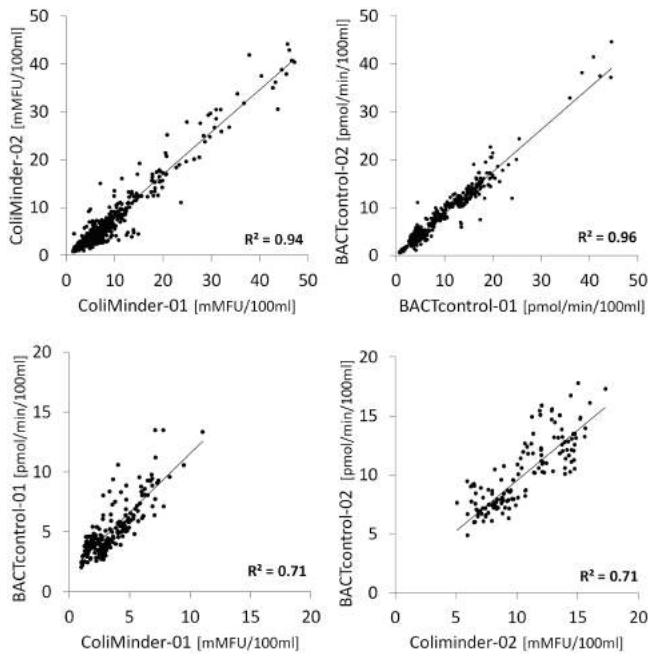 ColiMinder-02 [mMFU/100ml]
50
40
30
20
10
0
R² = 0.94
0 10 20 30 40 50
ColiMinder-01 [mMFU/100ml]
BACTcontrol-02 [pmol/min/100ml]
50
40
30
20
10
0
R² = 0.96
0 10 20 30 40 50
BACTcontrol-01 [pmol/min/100ml]
BACTcontrol-01 [pmol/min/100ml]
20
15
10
5
0
R² = 0.71
0 5 10 15 20
ColiMinder-01 [mMFU/100ml]
BACTcontrol-02 [pmol/min/100ml]
20
15
10
5
0
R² = 0.71
0 5 10 15 20
Coliminder-02 [mMFU/100ml]